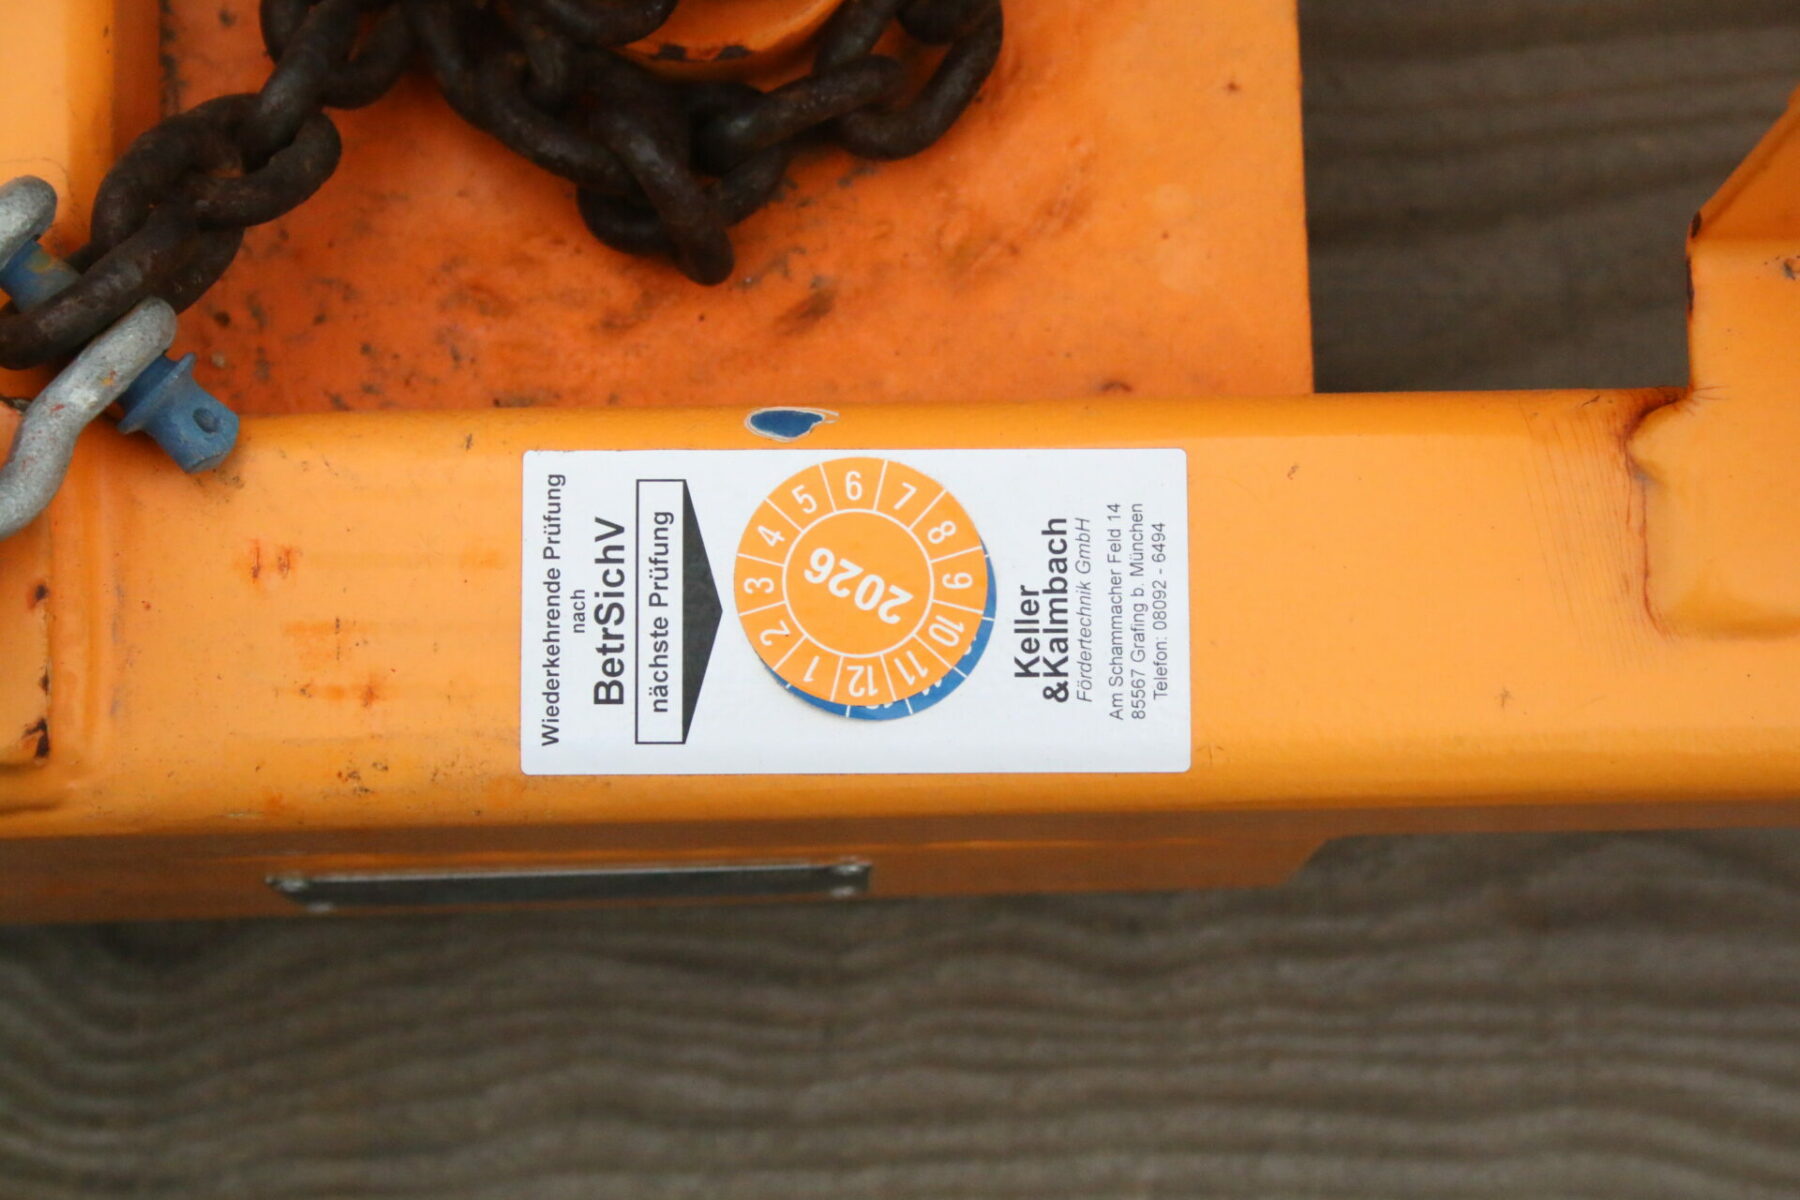 Wiederkehrende Prüfung
nach
BetrSichV
nächste Prüfung
1 2 3 4 5 6 7 8 9 10 11 12
2026
Keller
&Kalmbach
Fördertechnik GmbH
Am Schammacher Feld 14
85567 Grafing b. München
Telefon: 08092 - 6494